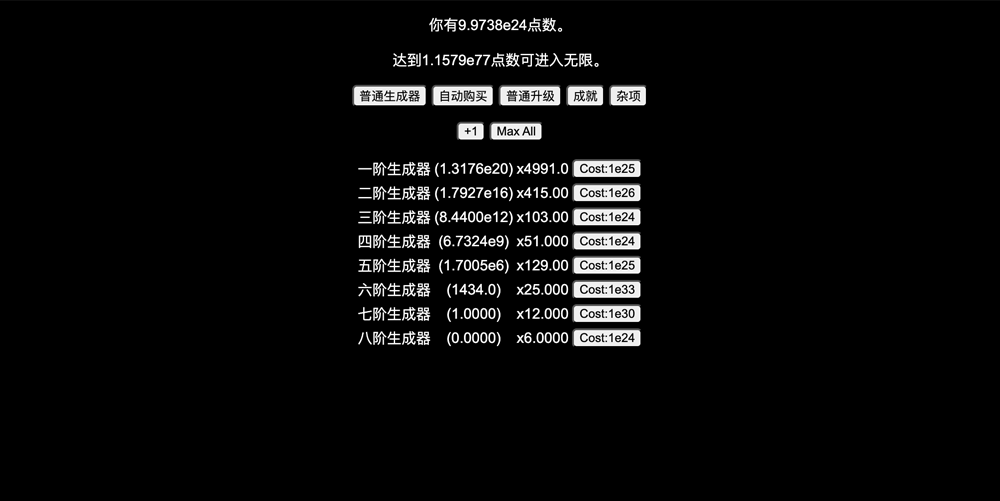 你有9.9738e24点数。
达到1.1579e77点数可进入无限。
普通生成器 自动购买 普通升级 成就 杂项
+1 Max All
一阶生成器 (1.3176e20) x4991.0 Cost:1e25
二阶生成器 (1.7927e16) x415.00 Cost:1e26
三阶生成器 (8.4400e12) x103.00 Cost:1e24
四阶生成器 (6.7324e9) x51.000 Cost:1e24
五阶生成器 (1.7005e6) x129.00 Cost:1e25
六阶生成器 (1434.0) x25.000 Cost:1e33
七阶生成器 (1.0000) x12.000 Cost:1e30
八阶生成器 (0.0000) x6.0000 Cost:1e24